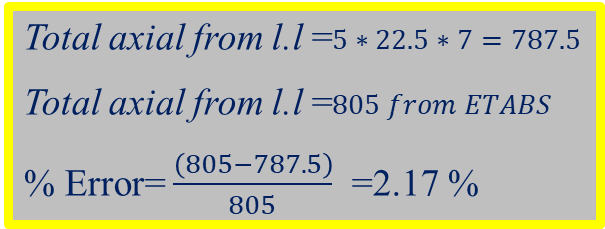 Total axial from l.l =5 * 22.5 * 7 = 787.5
Total axial from l.l =805 from ETABS
% Error= (805−787.5)/805 =2.17 %